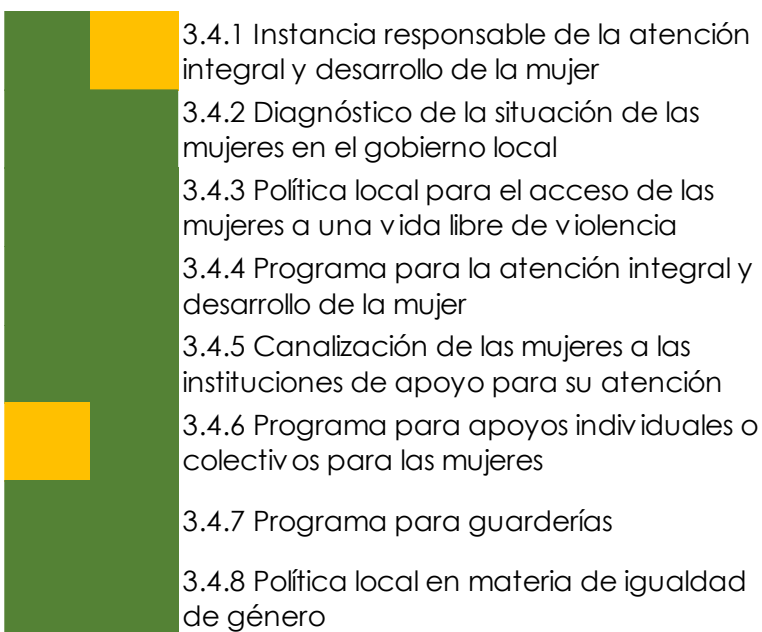 3.4.1 Instancia responsable de la atención
integral y desarrollo de la mujer
3.4.2 Diagnóstico de la situación de las
mujeres en el gobierno local
3.4.3 Política local para el acceso de las
mujeres a una vida libre de violencia
3.4.4 Programa para la atención integral y
desarrollo de la mujer
3.4.5 Canalización de las mujeres a las
instituciones de apoyo para su atención
3.4.6 Programa para apoyos individuales o
colectivos para las mujeres
3.4.7 Programa para guarderías
3.4.8 Política local en materia de igualdad
de género